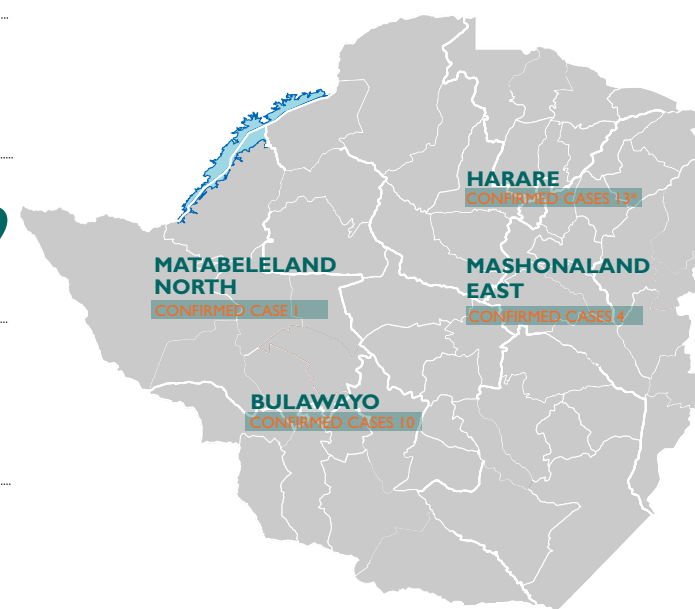 HARARE
CONFIRMED CASES 13*
MATABELELAND
NORTH
CONFIRMED CASE 1
MASHONALAND
EAST
CONFIRMED CASES 4
BULAWAYO
CONFIRMED CASES 10